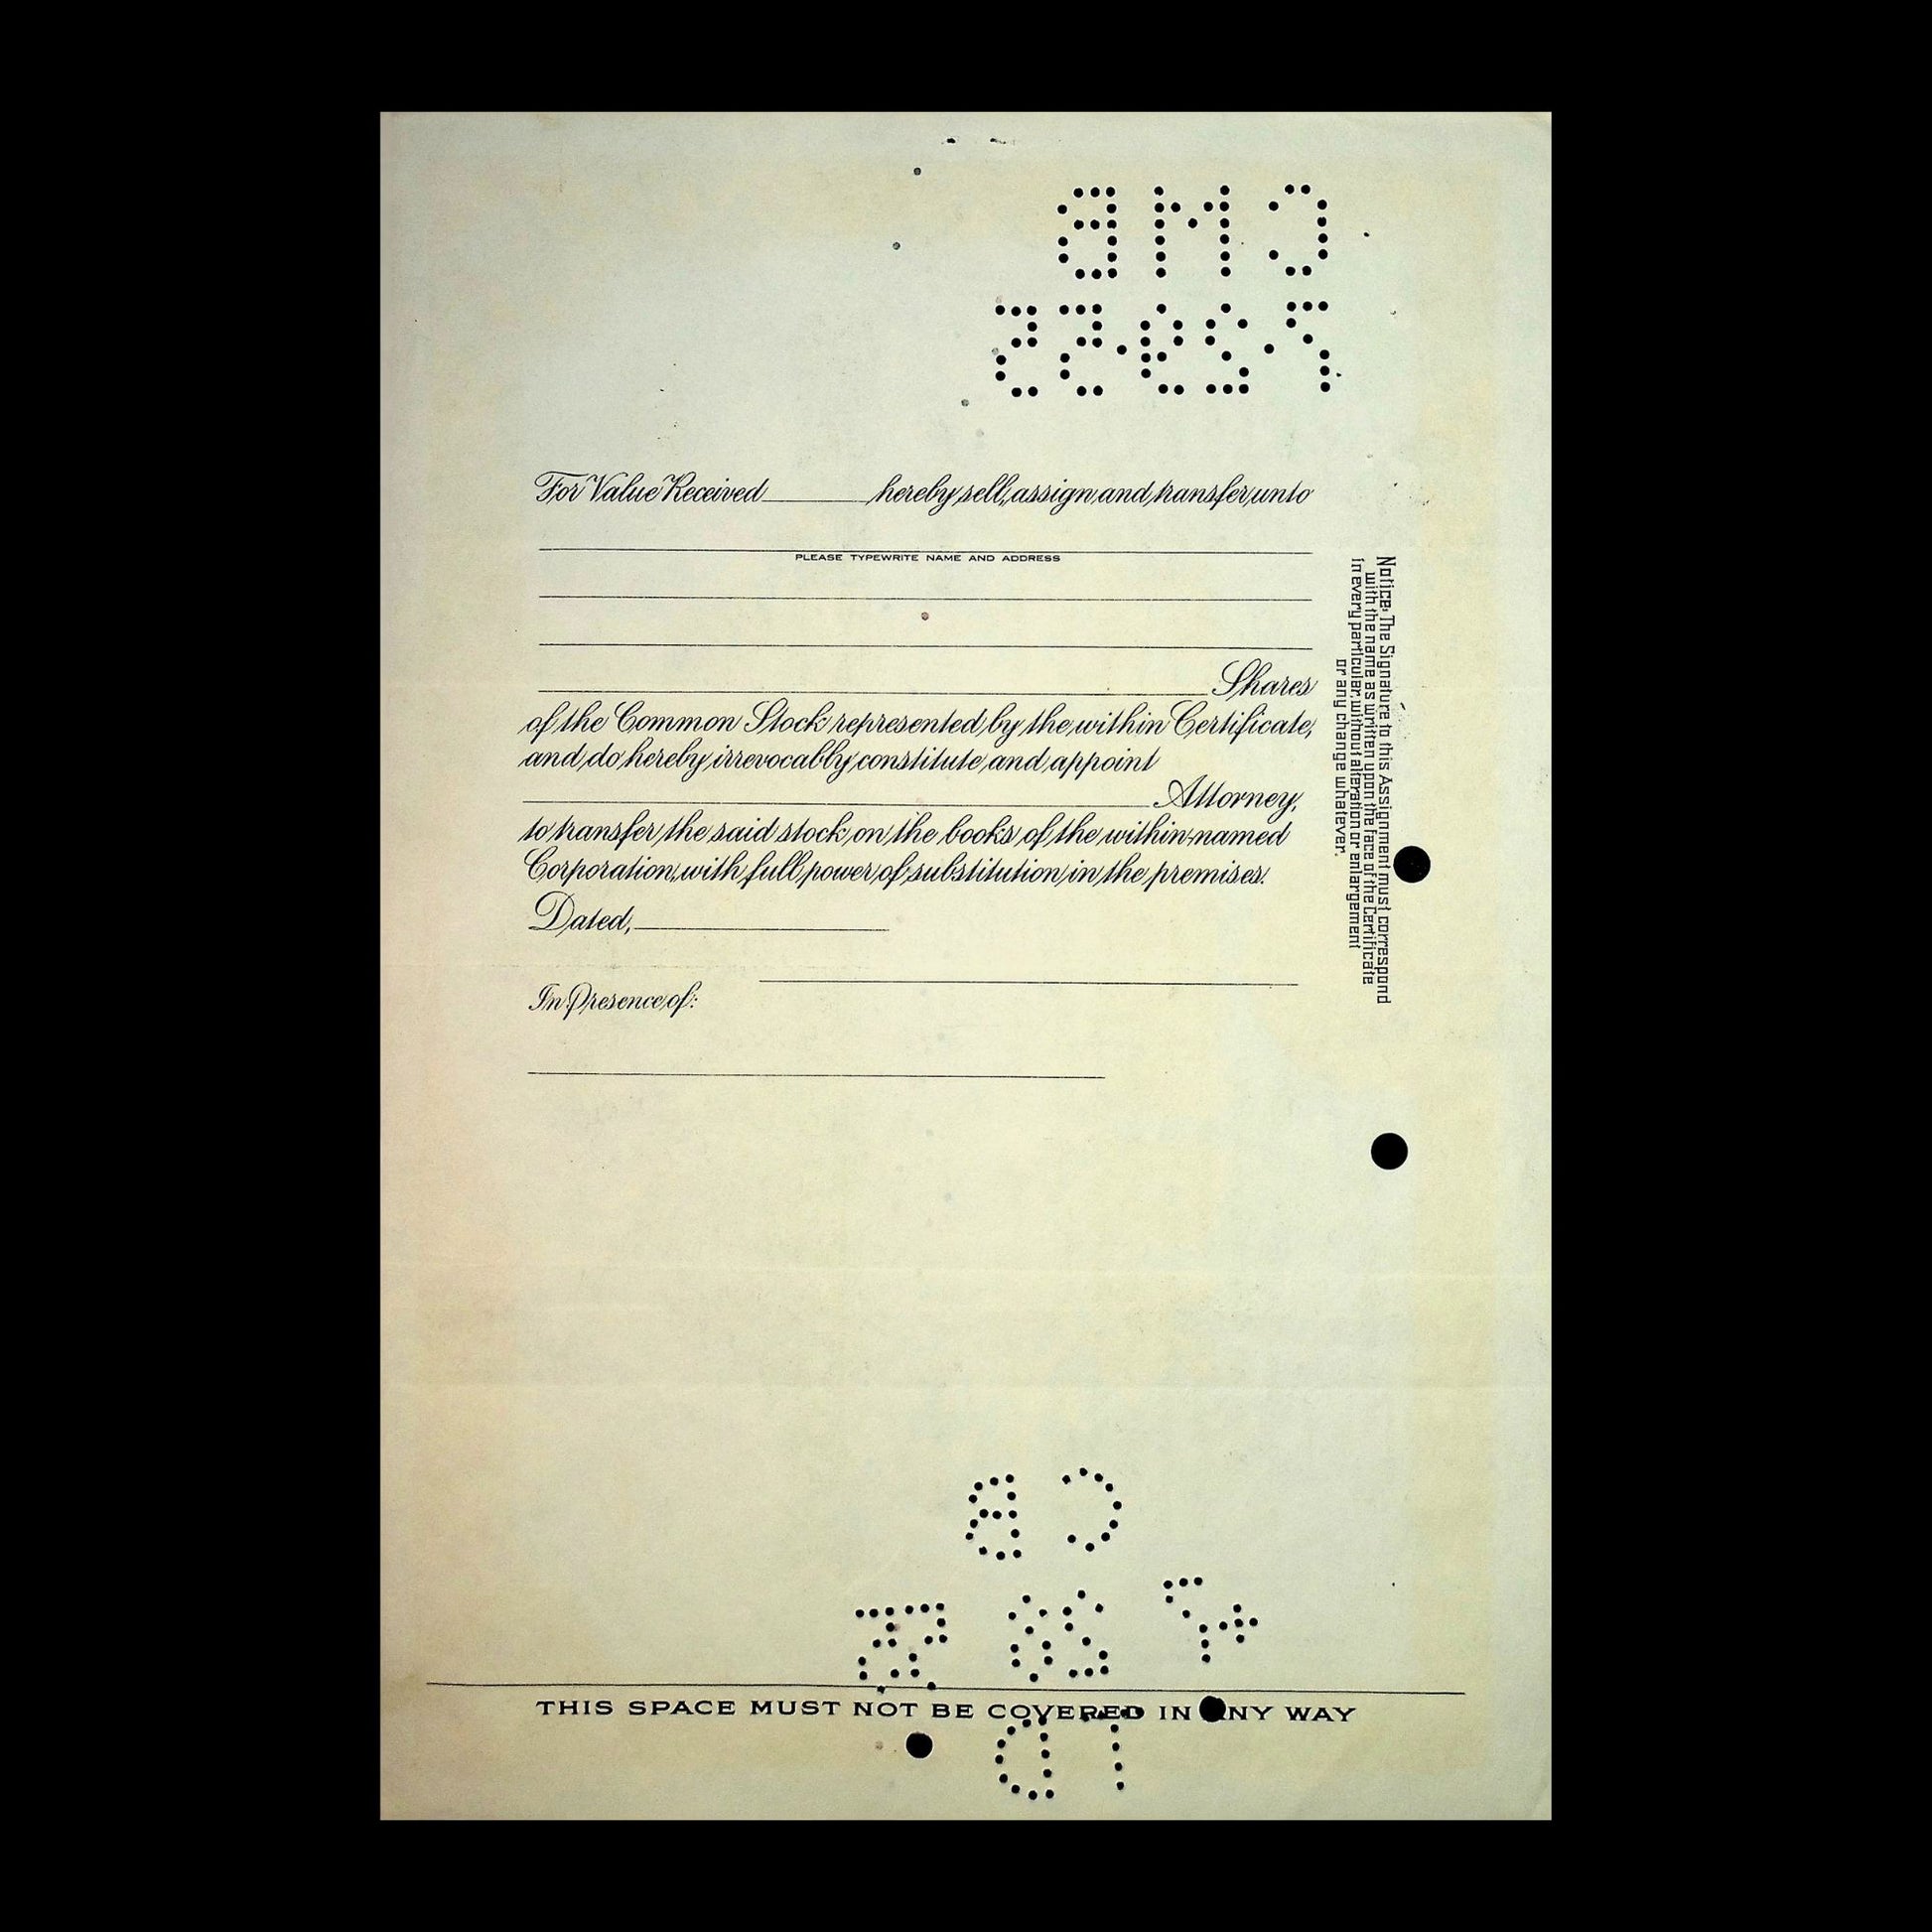 CMB
7.29.55
For Value Received hereby sell, assign and transfer unto
PLEASE TYPEWRITE NAME AND ADDRESS
Shares
of the Common Stock represented by the within Certificate,
and do hereby irrevocably constitute and appoint
Attorney,
to transfer the said stock on the books of the within-named
Corporation, with full power of substitution in the premises.
Dated,
In Presence of:
Notice: The Signature to this Assignment must correspond
with the name as written upon the face of the Certificate
in every particular, without alteration or enlargement
or any change whatever.
CB
THIS SPACE MUST NOT BE COVERED IN ANY WAY